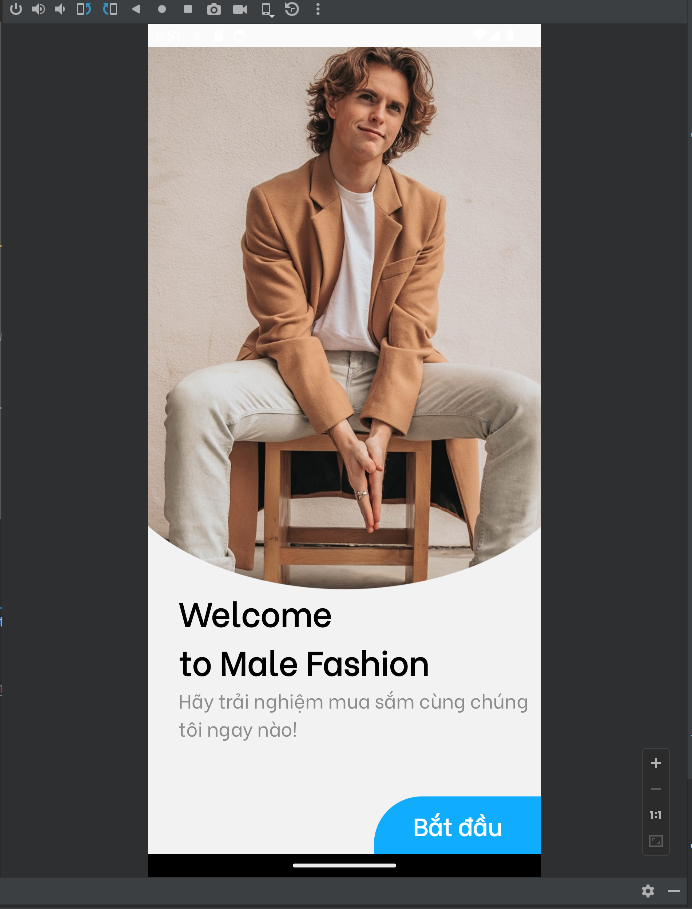 Welcome
to Male Fashion
Hãy trải nghiệm mua sắm cùng chúng
tôi ngay nào!
Bắt đầu
1:1